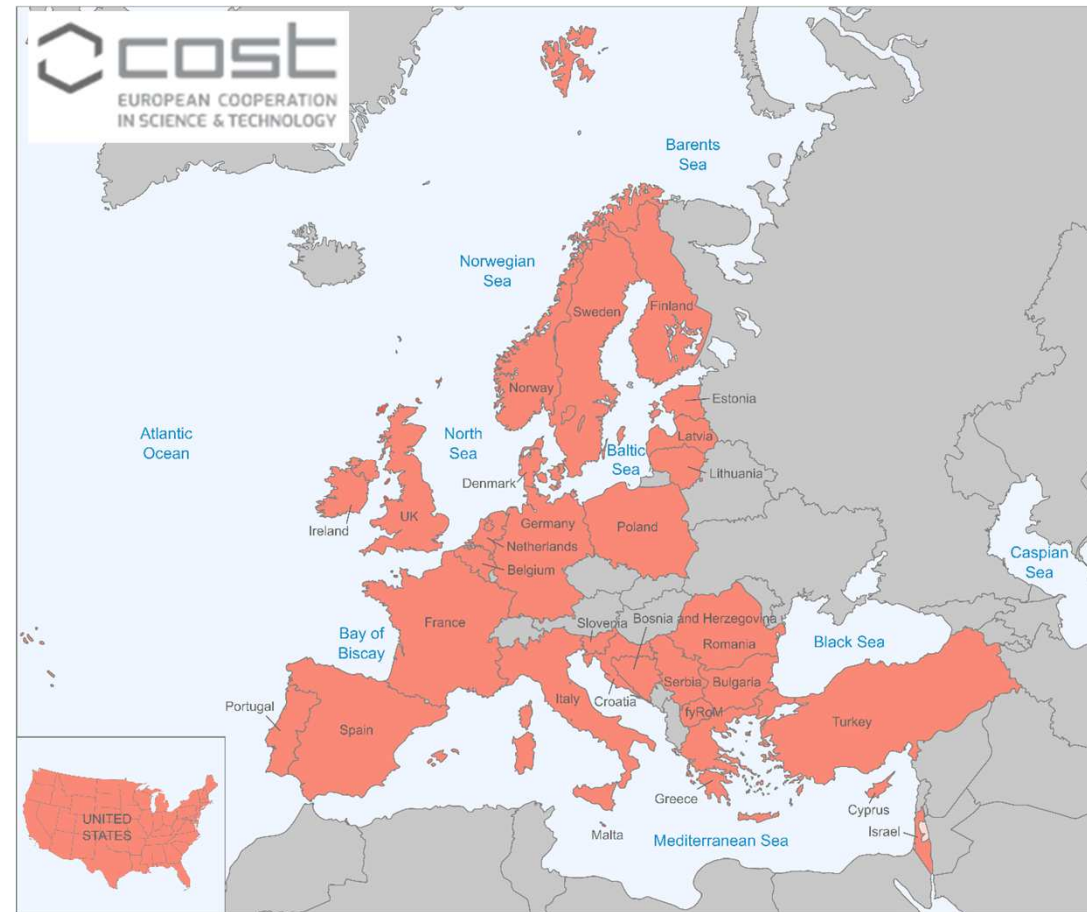 cost
EUROPEAN COOPERATION
IN SCIENCE & TECHNOLOGY
Barents
Sea
Norwegian
Sea
Sweden
Finland
Norway
Estonia
Atlantic
Ocean
North
Sea
Latvia
Baltic
Sea
Lithuania
Denmark
Ireland
UK
Germany
Poland
Netherlands
Belgium
Caspian
Sea
France
Slovenia
Bosnia and Herzegovina
Bay of
Biscay
Romania
Black Sea
Serbia
Bulgaria
Croatia
Italy
fyRoM
Portugal
Spain
Turkey
Greece
Cyprus
Israel
Malta
Mediterranean Sea
UNITED
STATES